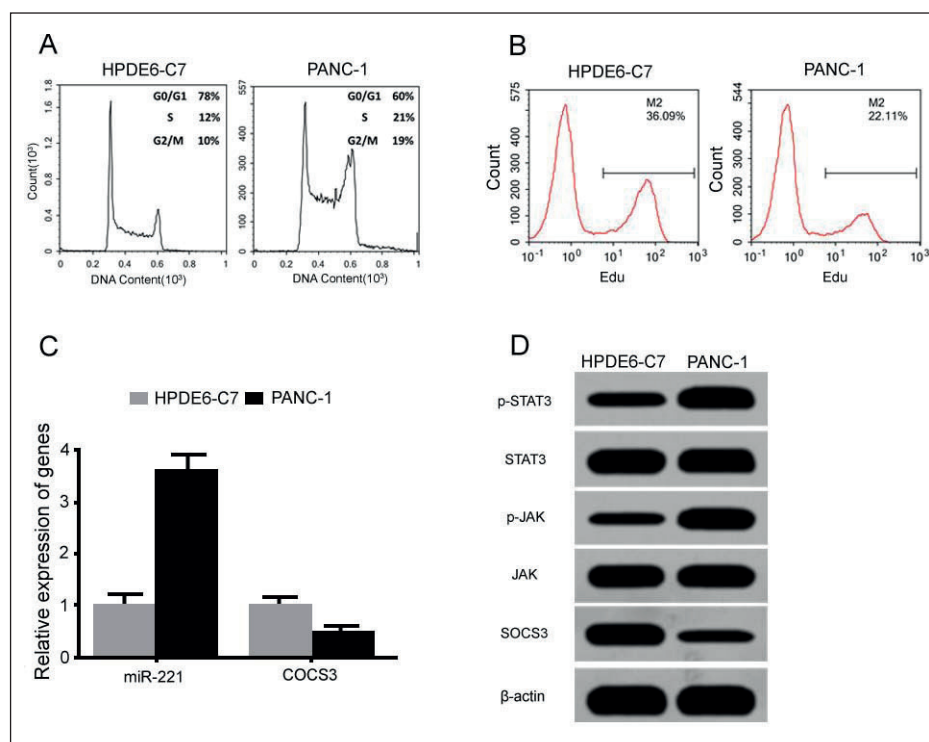 A
HPDE6-C7
PANC-1
G0/G1 78%
S 12%
G2/M 10%
1.8
1.6
1.2
0.8
0.4
0
Count(10³)
0 0.2 0.4 0.6 0.8 1
DNA Content(10³)
G0/G1 60%
S 21%
G2/M 19%
557
400
300
200
100
0
0 0.2 0.4 0.6 0.8 1
DNA Content(10³)
B
HPDE6-C7
PANC-1
M2
36.09%
575
500
400
300
200
100
0
Count
10⁻¹ 10⁰ 10¹ 10² 10³
Edu
M2
22.11%
544
500
400
300
200
100
0
Count
10⁻¹ 10⁰ 10¹ 10² 10³
Edu
C
HPDE6-C7 PANC-1
Relative expression of genes
4
3
2
1
0
miR-221 COCS3
D
HPDE6-C7 PANC-1
p-STAT3
STAT3
p-JAK
JAK
SOCS3
β-actin